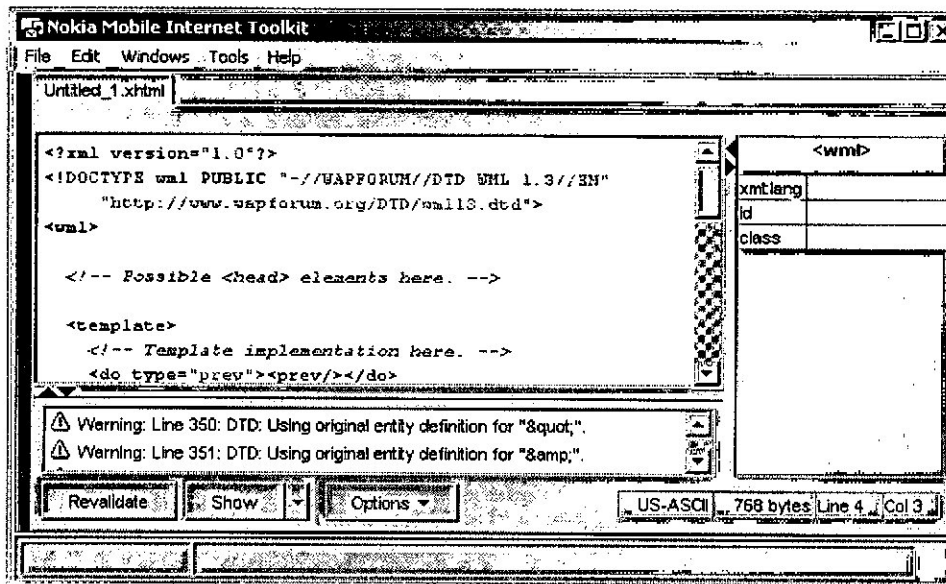 Nokia Mobile Internet Toolkit
File Edit Windows Tools Help
Untitled_1.xhtml
<?xml version="1.0"?>
<!DOCTYPE wml PUBLIC "-//WAPFORUM//DTD WML 1.3//EN"
"http://www.wapforum.org/DTD/wml13.dtd">
<wml>
<!-- Possible <head> elements here. -->
<template>
<!-- Template implementation here. -->
<do type="prev"><prev/></do>
<wml>
xml:lang
id
class
Warning: Line 350: DTD: Using original entity definition for "&quot;".
Warning: Line 351: DTD: Using original entity definition for "&amp;".
Revalidate Show Options US-ASCII 768 bytes Line 4 Col 3